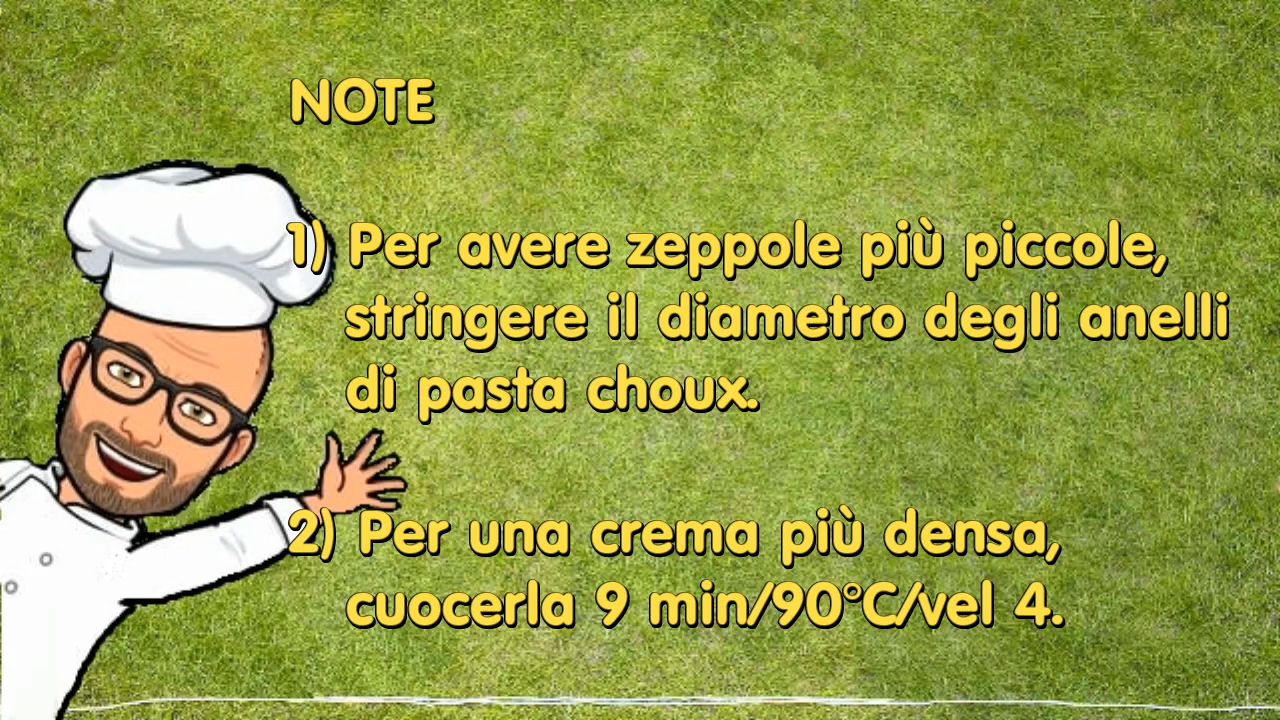 NOTE
1) Per avere zeppole più piccole,
stringere il diametro degli anelli
di pasta choux.
2) Per una crema più densa,
cuocerla 9 min/90°C/vel 4.